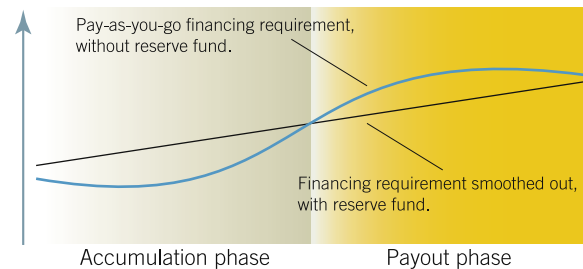 Pay-as-you-go financing requirement,
without reserve fund.
Financing requirement smoothed out,
with reserve fund.
Accumulation phase
Payout phase